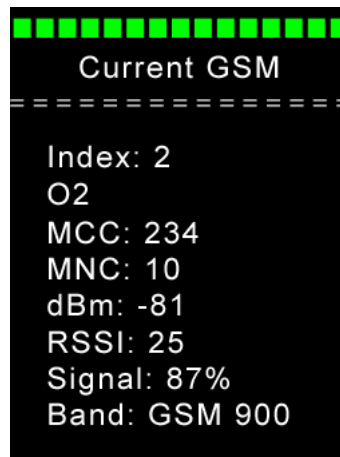 Current GSM
===============
Index: 2
O2
MCC: 234
MNC: 10
dBm: -81
RSSI: 25
Signal: 87%
Band: GSM 900